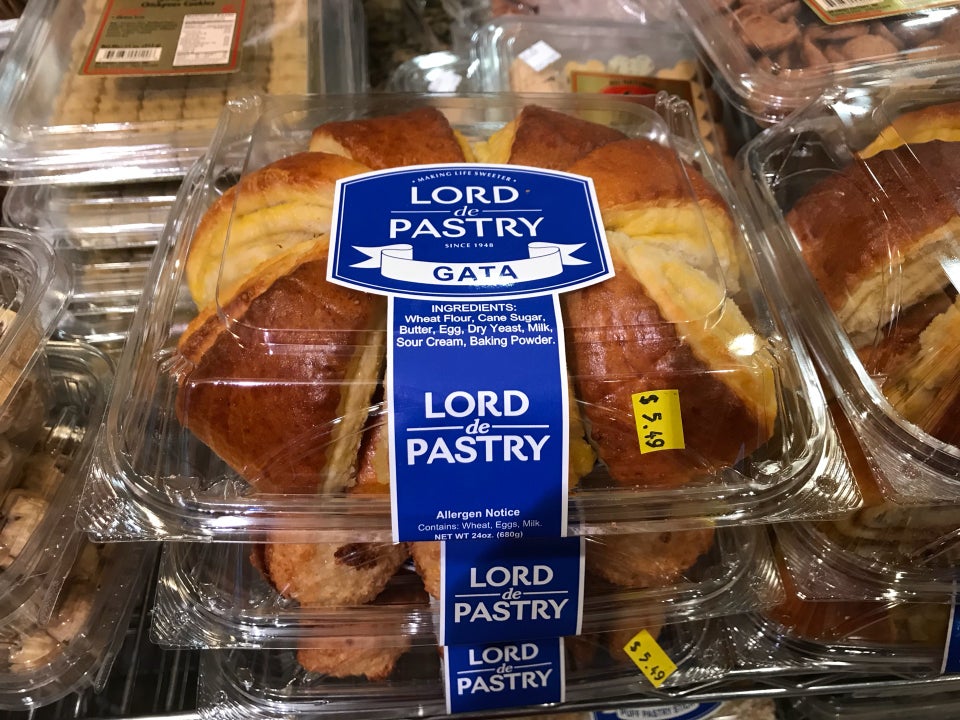 Chickpeas Cookies
• MAKING LIFE SWEETER •
LORD
de
PASTRY
SINCE 1948
GATA
INGREDIENTS:
Wheat Flour, Cane Sugar,
Butter, Egg, Dry Yeast, Milk,
Sour Cream, Baking Powder.
LORD
de
PASTRY
$ 5.49
Allergen Notice
Contains: Wheat, Eggs, Milk.
NET WT 24oz. (680g)
LORD
de
PASTRY
LORD
de
PASTRY
$ 5.49